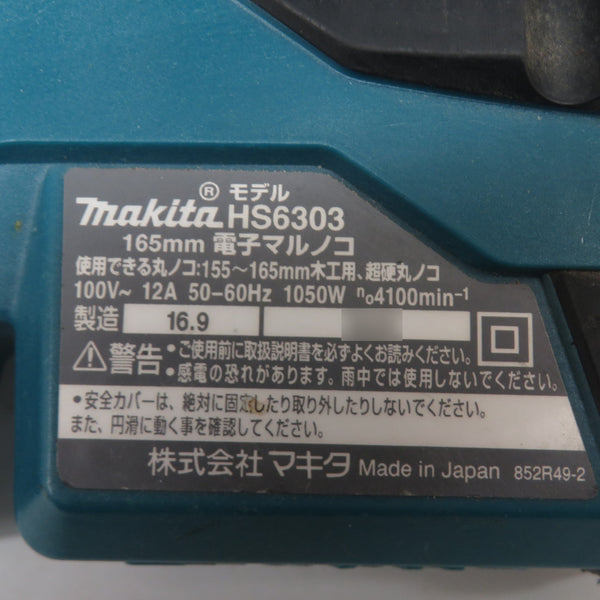 ® モデル
makita HS6303
165mm 電子マルノコ
使用できる丸ノコ:155～165mm木工用、超硬丸ノコ
100V～ 12A 50-60Hz 1050W n₀4100min⁻¹
製造 16.9
警告 •ご使用前に取扱説明書を必ずよくお読みください。
•感電の恐れがあります。雨中では使用しないでください。
•安全カバーは、絶対に固定したり取り外したりしないでください。
また、円滑に動く事を確認してください。
株式会社 マキタ Made in Japan 852R49-2